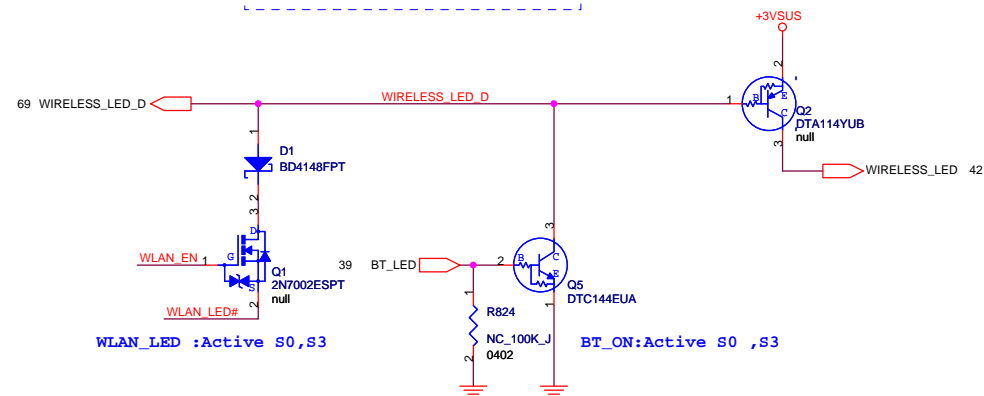 +3VSUS
69 WIRELESS_LED_D
WIRELESS_LED_D
1
2
B
E
C
Q2
DTA114YUB
null
3
WIRELESS_LED 42
1
D1
BD4148FPT
2
3
D
G
S
WLAN_EN 1
Q1
2N7002ESPT
null
2
WLAN_LED#
39 BT_LED
2
3
B
C
E
Q5
DTC144EUA
1
1
R824
NC_100K_J
0402
2
WLAN_LED :Active S0,S3
BT_ON:Active S0 ,S3